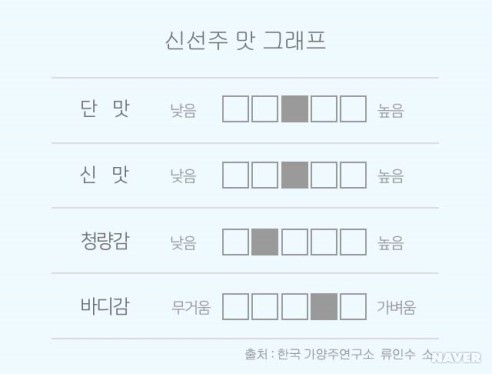 신선주 맛 그래프
단 맛 낮음 높음
신 맛 낮음 높음
청량감 낮음 높음
바디감 무거움 가벼움
출처 : 한국 가양주연구소 류인수 소
NAVER